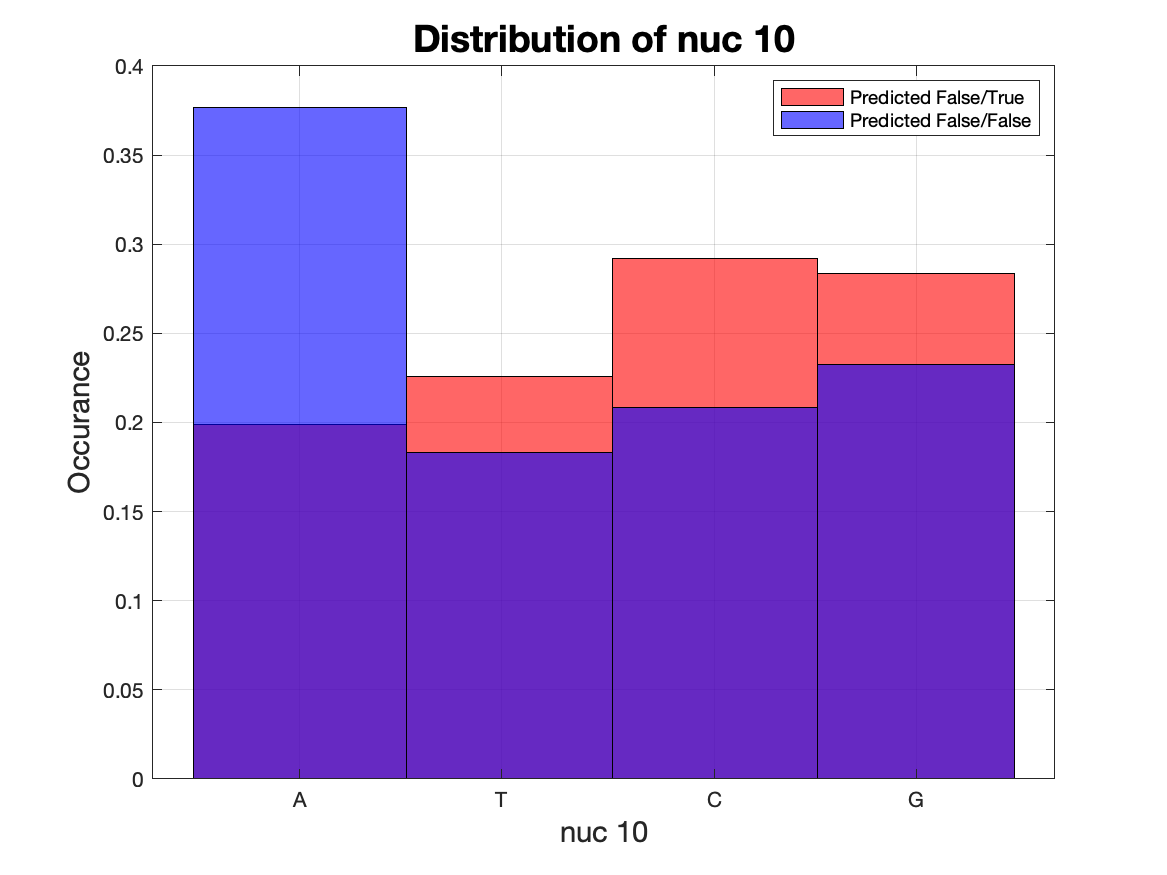 Distribution of nuc 10
Predicted False/True
Predicted False/False
Occurance
0.4
0.35
0.3
0.25
0.2
0.15
0.1
0.05
0
A T C G
nuc 10